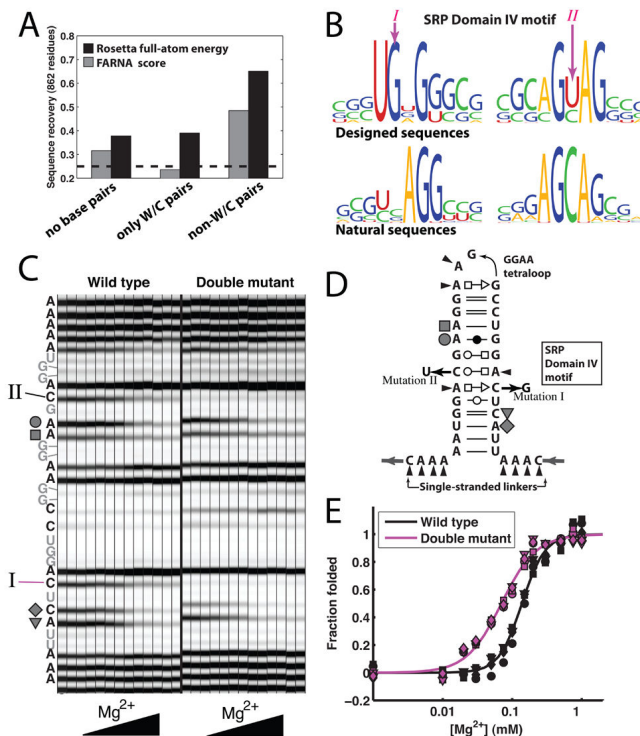 A
Sequence recovery (862 residues)
0.8
0.7
0.6
0.5
0.4
0.3
0.2
Rosetta full-atom energy
FARNA score
no base pairs
only W/C pairs
non-W/C pairs
B
I
SRP Domain IV motif
II
Designed sequences
Natural sequences
C
Wild type
Double mutant
A
A
A
A
A
U
G
G
A
II
C
G
A
A
G
G
A
A
G
G
C
C
U
G
G
A
I
C
U
C
A
U
U
A
A
A
Mg2+
Mg2+
D
G
GGAA
tetraloop
A
A G
G C
G C
A U
A G
G G
U C A
Mutation II
A C G
Mutation I
G U
G C
U U
A C
A U
A U
CAAA
AAAC
Single-stranded linkers
SRP
Domain IV
motif
E
Wild type
Double mutant
Fraction folded
1.0
0.8
0.6
0.4
0.2
0
−0.2
0.01
0.1
1
[Mg2+] (mM)